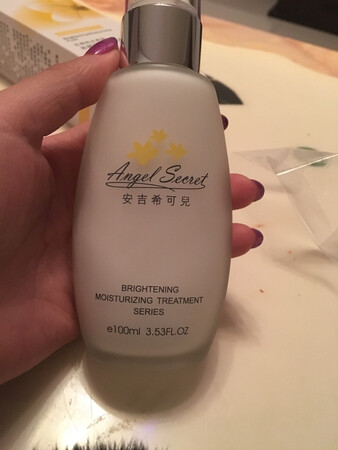 Angel Secret
安吉希可兒
BRIGHTENING
MOISTURIZING TREATMENT
SERIES
e100ml 3.53FL.OZ